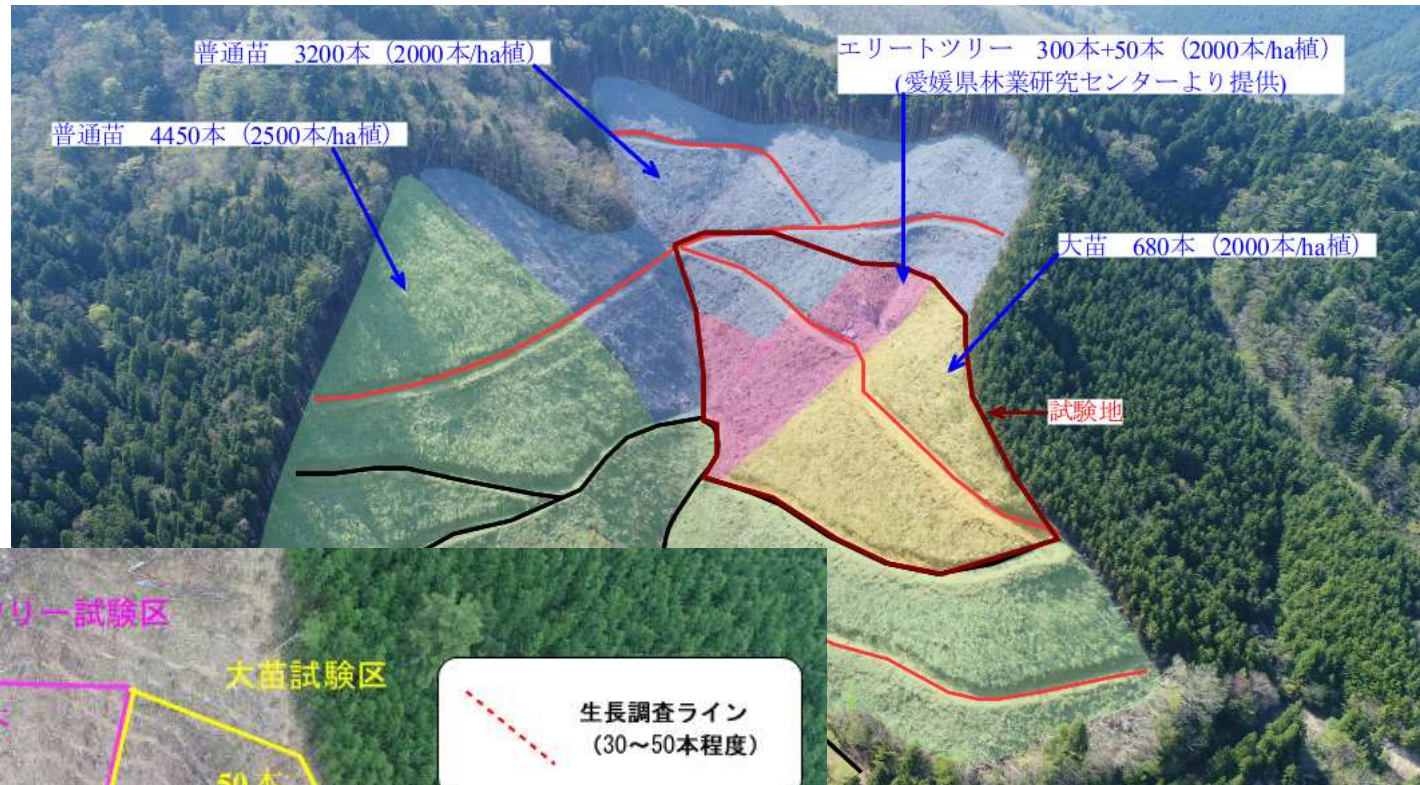 普通苗 3200本（2000本/ha植）
エリートツリー 300本+50本（2000本/ha植）
(愛媛県林業研究センターより提供)
普通苗 4450本（2500本/ha植）
大苗 680本（2000本/ha植）
試験地
リー試験区
大苗試験区
生長調査ライン
（30～50本程度）
50本